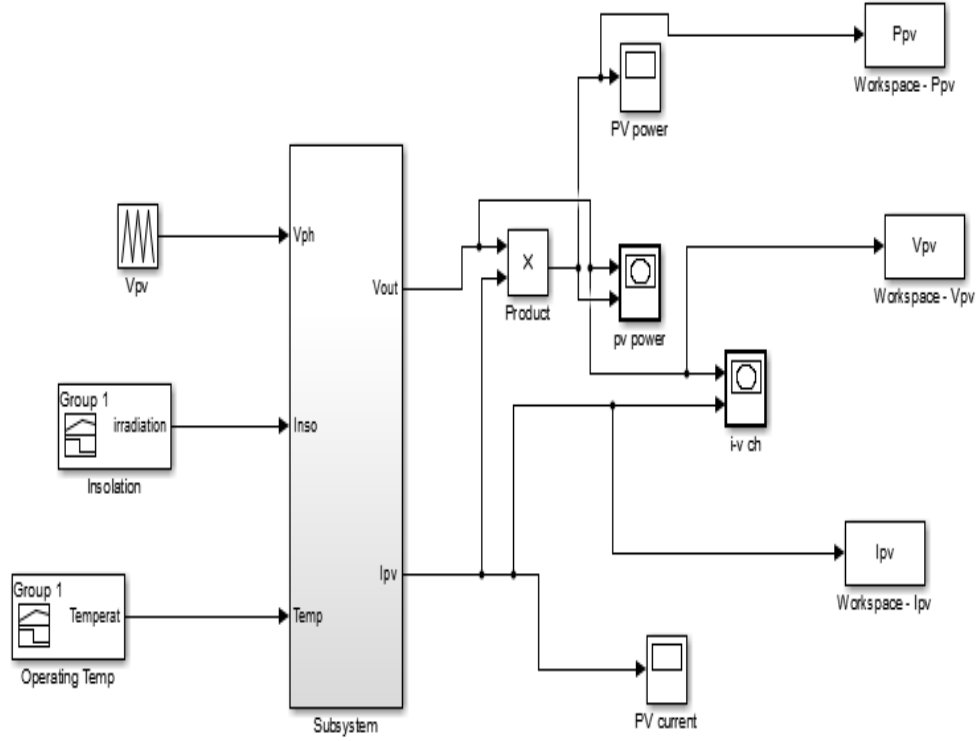 Ppv
Workspace - Ppv
PV power
Vph
Vpv
Vout
X
Product
pv power
Vpv
Workspace - Vpv
Group 1
irradiation
Insolation
Inso
i-v ch
Group 1
Temperat
Operating Temp
Temp
Ipv
Ipv
Workspace - Ipv
PV current
Subsystem